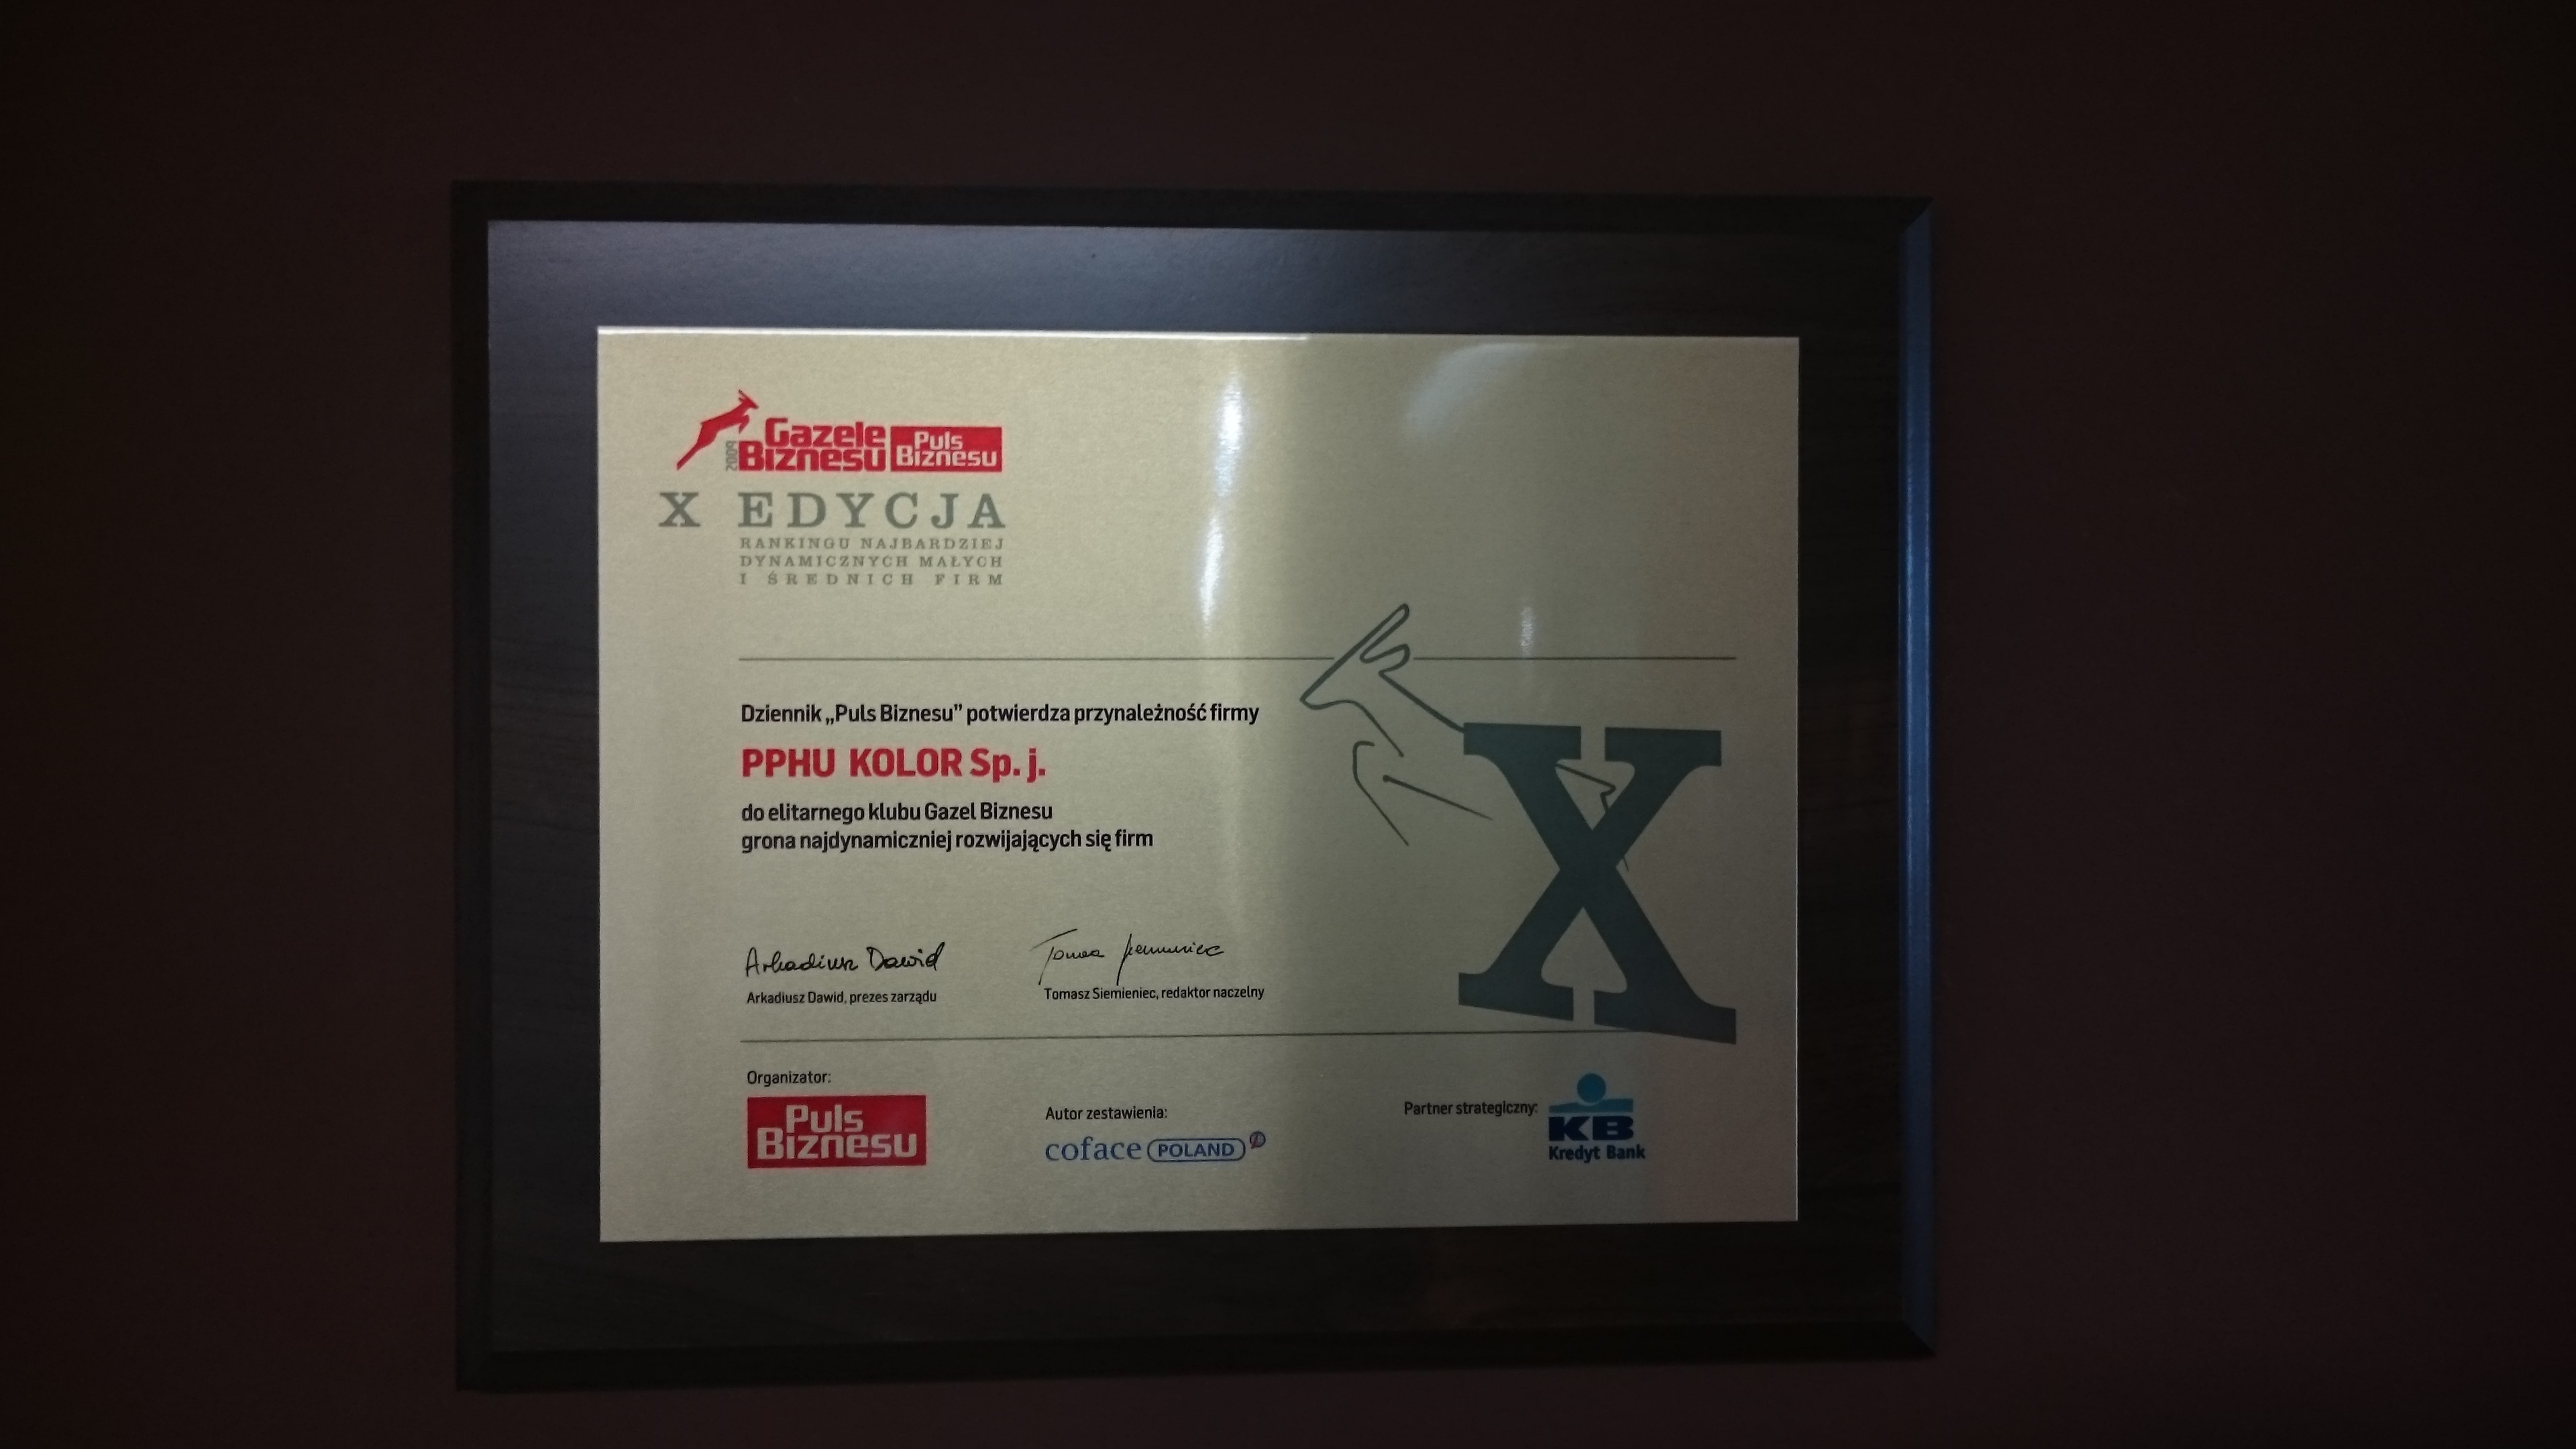 Gazele
Biznesu
2009
Puls
Biznesu
X EDYCJA
RANKINGU NAJBARDZIEJ
DYNAMICZNYCH MAŁYCH
I ŚREDNICH FIRM
Dziennik „Puls Biznesu” potwierdza przynależność firmy
PPHU KOLOR Sp. j.
do elitarnego klubu Gazel Biznesu
grona najdynamiczniej rozwijających się firm
X
Arkadiusz Dawid
Tomasz Siemieniec
Arkadiusz Dawid, prezes zarządu
Tomasz Siemieniec, redaktor naczelny
Organizator:
Puls
Biznesu
Autor zestawienia:
coface POLAND
Partner strategiczny:
KB
Kredyt Bank